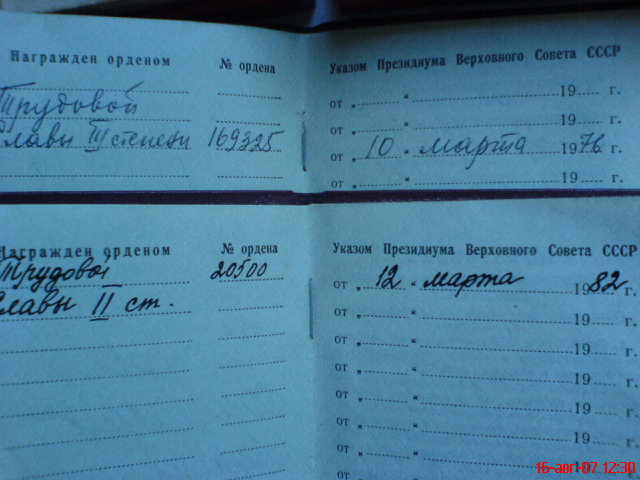 Награжден орденом № ордена Указом Президиума Верховного Совета СССР
от „ “ 19 г.
Трудовой от „ “ 19 г.
Славы III степени 169325 от „ 10 “ марта 1976 г.
от „ “ 19 г.
Награжден орденом № ордена Указом Президиума Верховного Совета СССР
Трудовой 20500 от „ 12 “ марта 1982 г.
Славы II ст. от „ “ 19 г.
от „ “ 19 г.
от „ “ 19 г.
от „ “ 19 г.
от „ “ 19 г.
от „ “ 19 г.
от „ “ 19 г.
16-авг-07 12:30